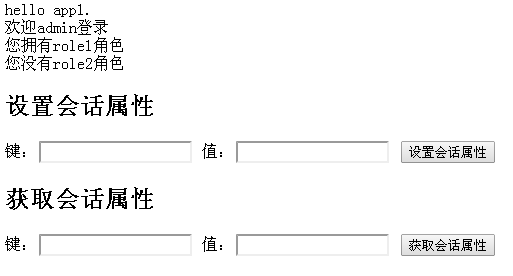 hello app1.
欢迎admin登录
您拥有role1角色
您没有role2角色
设置会话属性
键： 值： 设置会话属性
获取会话属性
键： 值： 获取会话属性